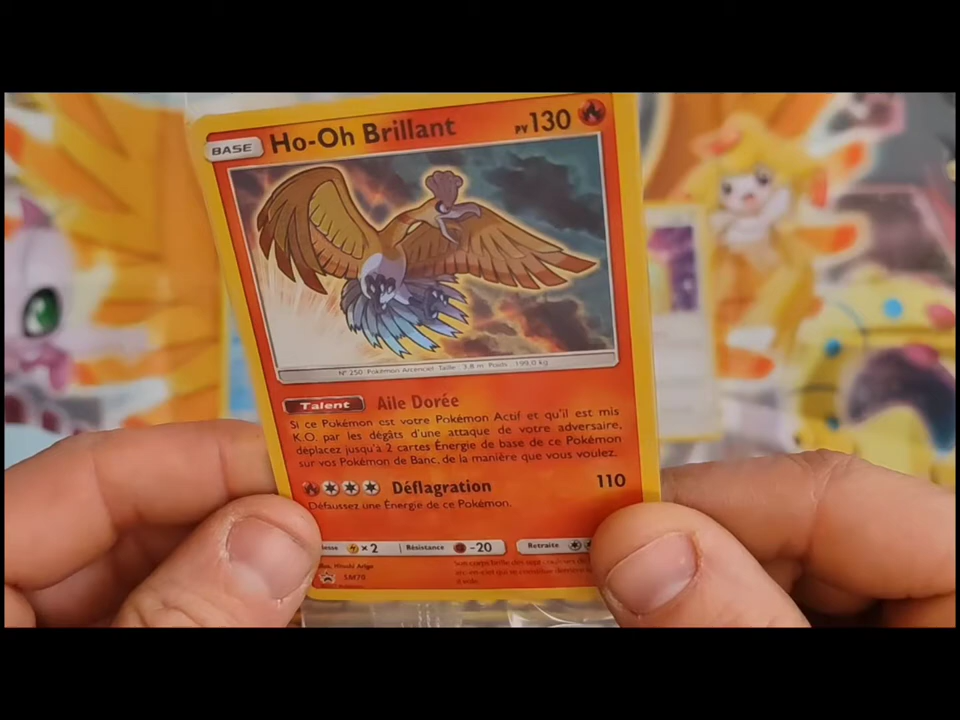 BASE Ho-Oh Brillant PV 130
N° 250 Pokémon Arcenciel Taille : 3.8 m Poids : 199.0 kg
Talent Aile Dorée
Si ce Pokémon est votre Pokémon Actif et qu'il est mis
K.O. par les dégâts d'une attaque de votre adversaire,
déplacez jusqu'à 2 cartes Énergie de base de ce Pokémon
sur vos Pokémon de Banc, de la manière que vous voulez.
Déflagration 110
Défaussez une Énergie de ce Pokémon.
×2 Résistance -20 Retraite
Illus. Hitoshi Ariga
SM70